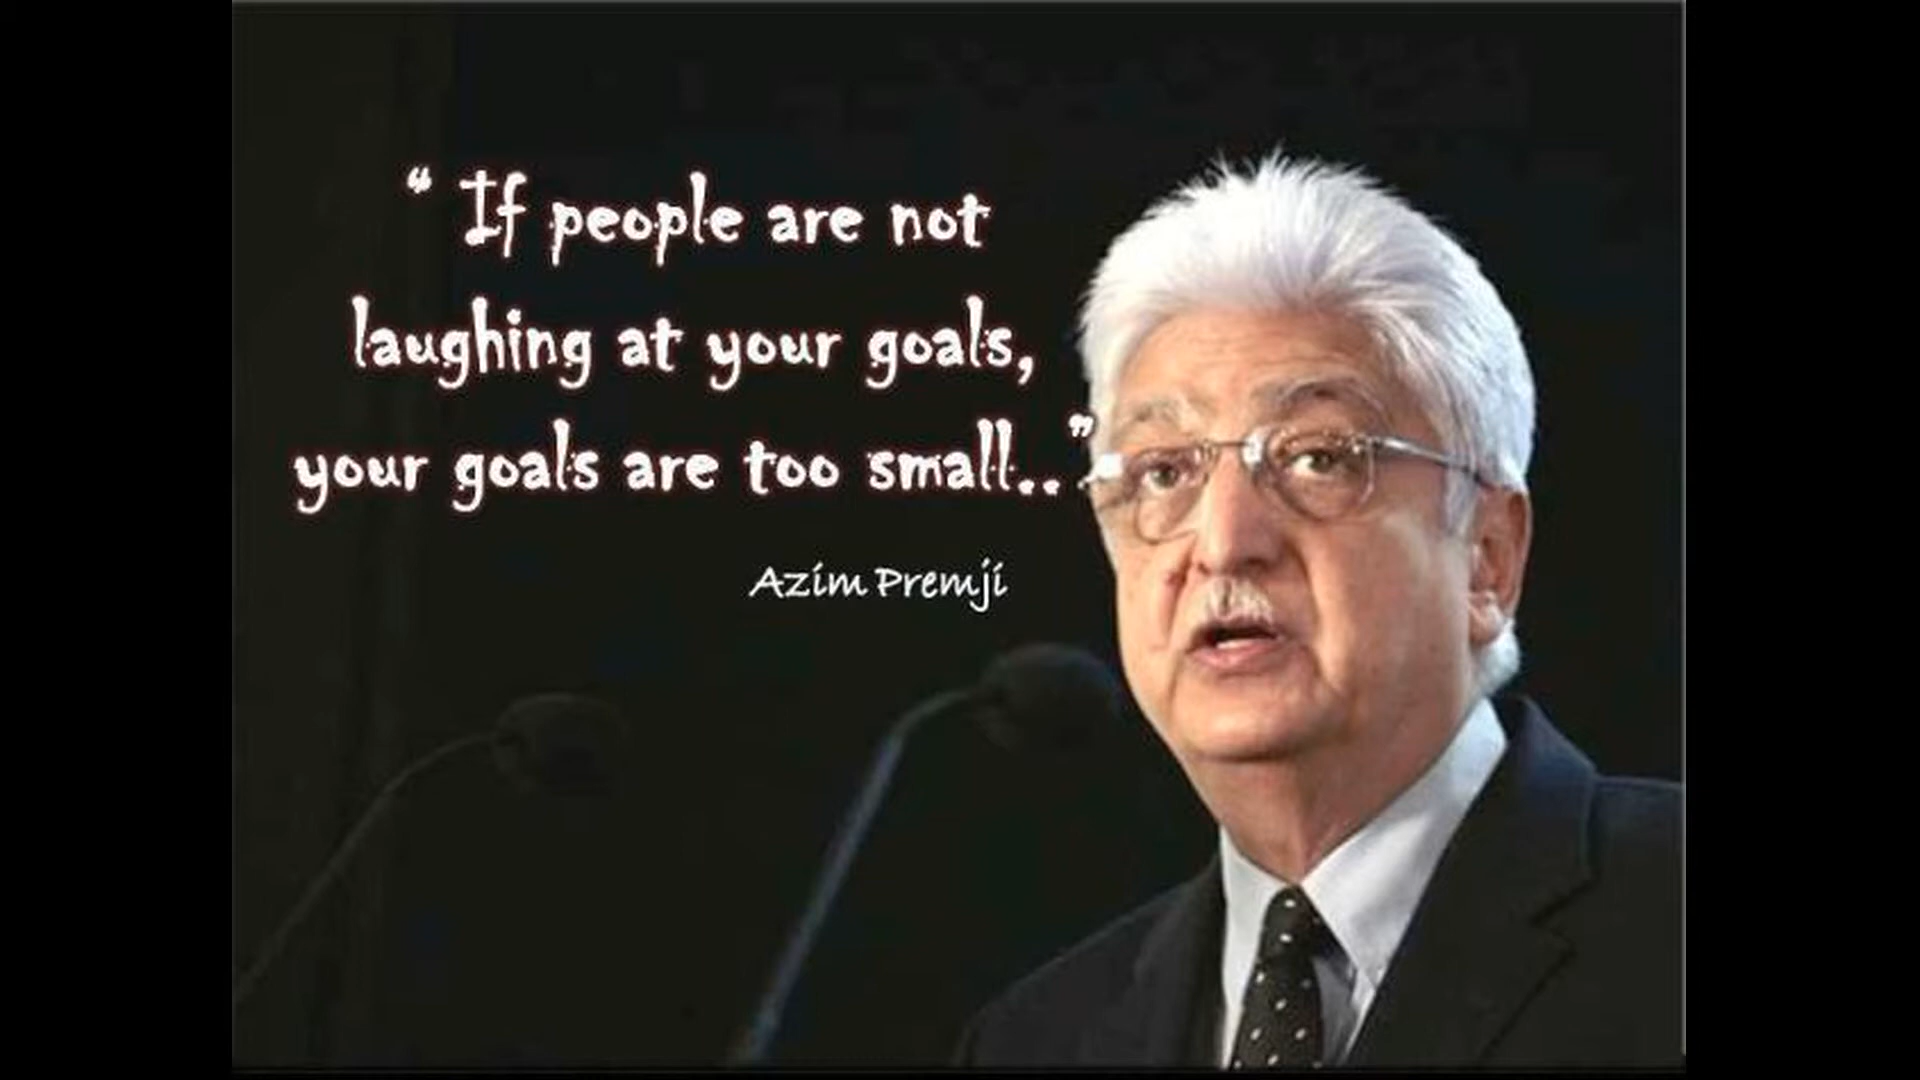 “ If people are not
laughing at your goals,
your goals are too small..”
Azim Premji